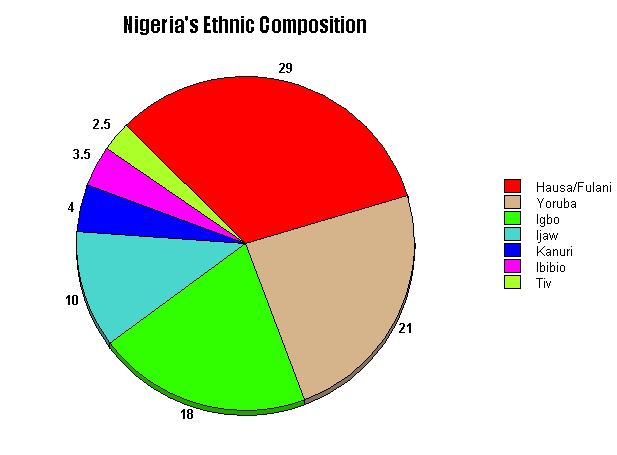 Nigeria's Ethnic Composition
29
2.5
3.5
4
10
18
21
Hausa/Fulani
Yoruba
Igbo
Ijaw
Kanuri
Ibibio
Tiv